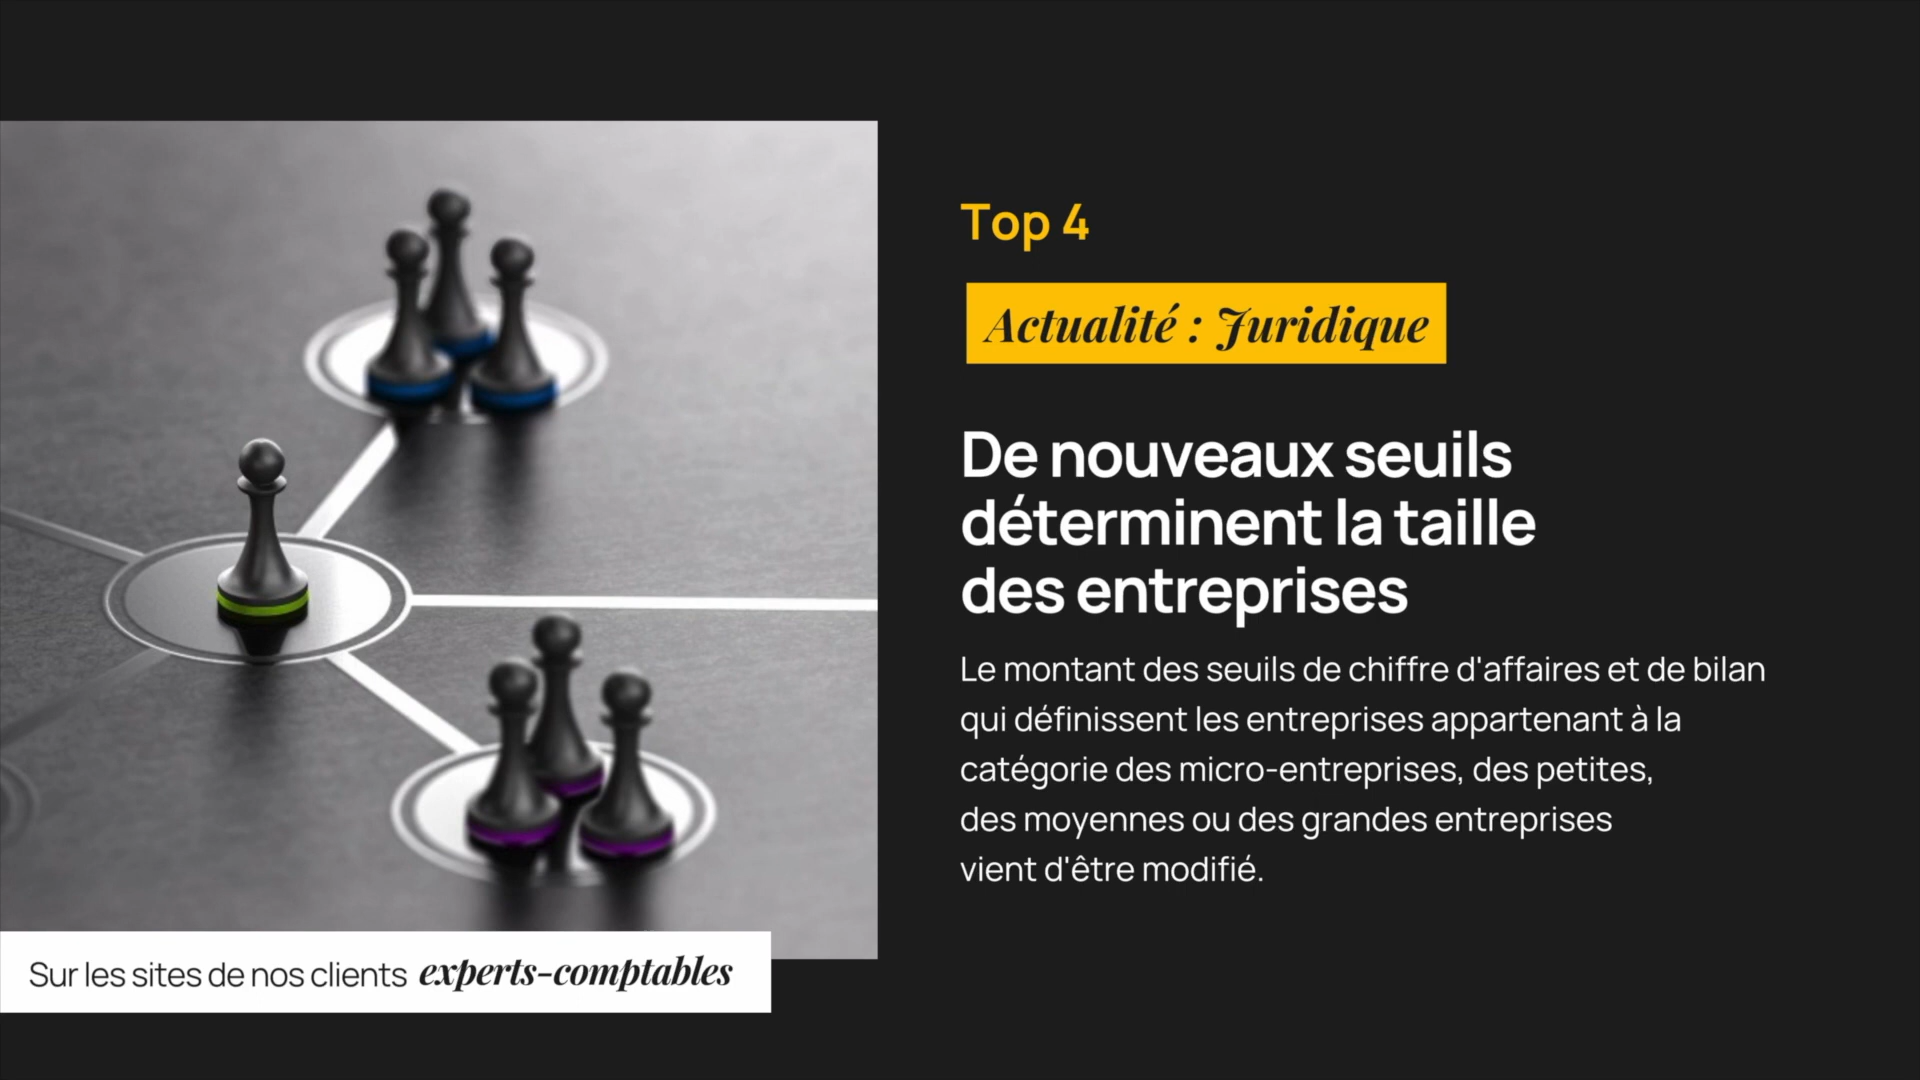 Top 4
Actualité : Juridique
De nouveaux seuils
déterminent la taille
des entreprises
Le montant des seuils de chiffre d'affaires et de bilan
qui définissent les entreprises appartenant à la
catégorie des micro-entreprises, des petites,
des moyennes ou des grandes entreprises
vient d'être modifié.
Sur les sites de nos clients experts-comptables